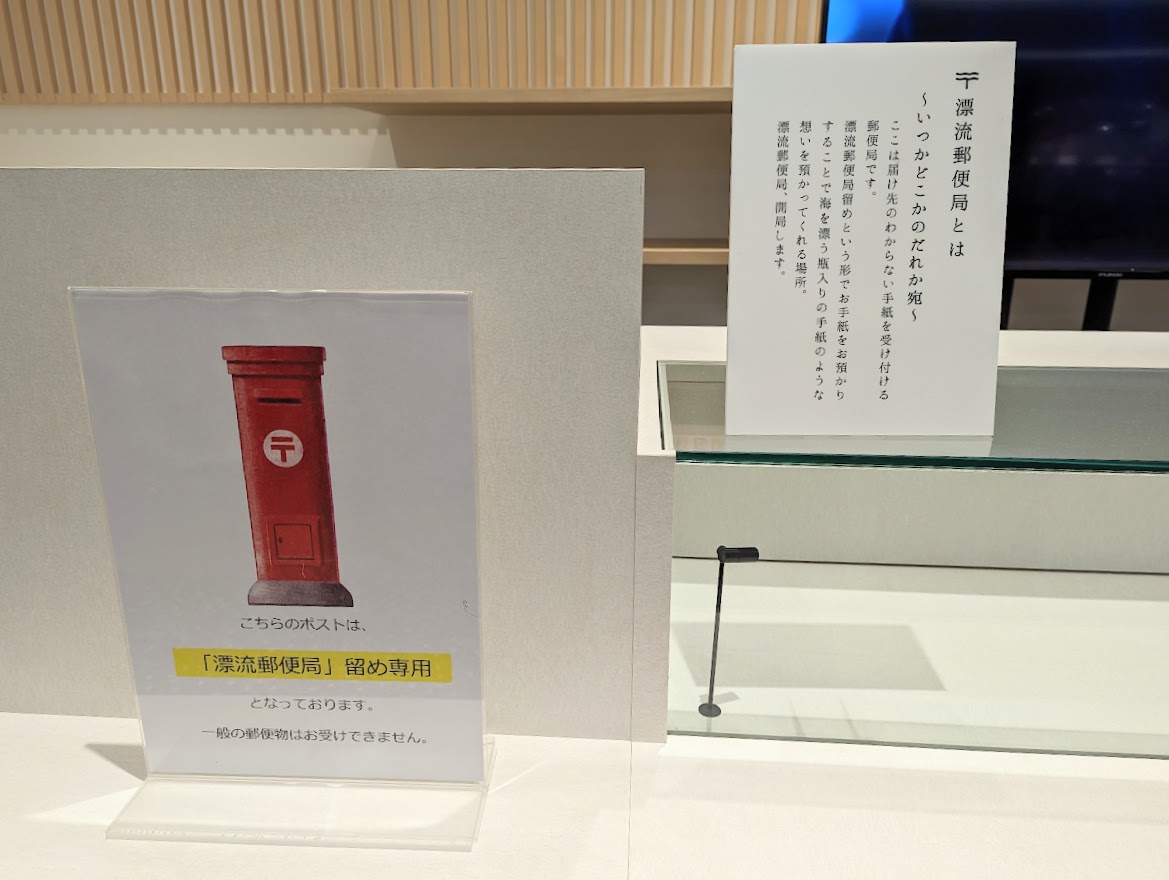 こちらのポストは、
「漂流郵便局」留め専用
となっております。
一般の郵便物はお受けできません。
漂流郵便局とは
～いつかどこかのだれか宛～
ここは届け先のわからない手紙を受け付ける
郵便局です。
漂流郵便局留めという形でお手紙をお預かり
することで海を漂う瓶入りの手紙のような
想いを預かってくれる場所。
漂流郵便局、開局します。